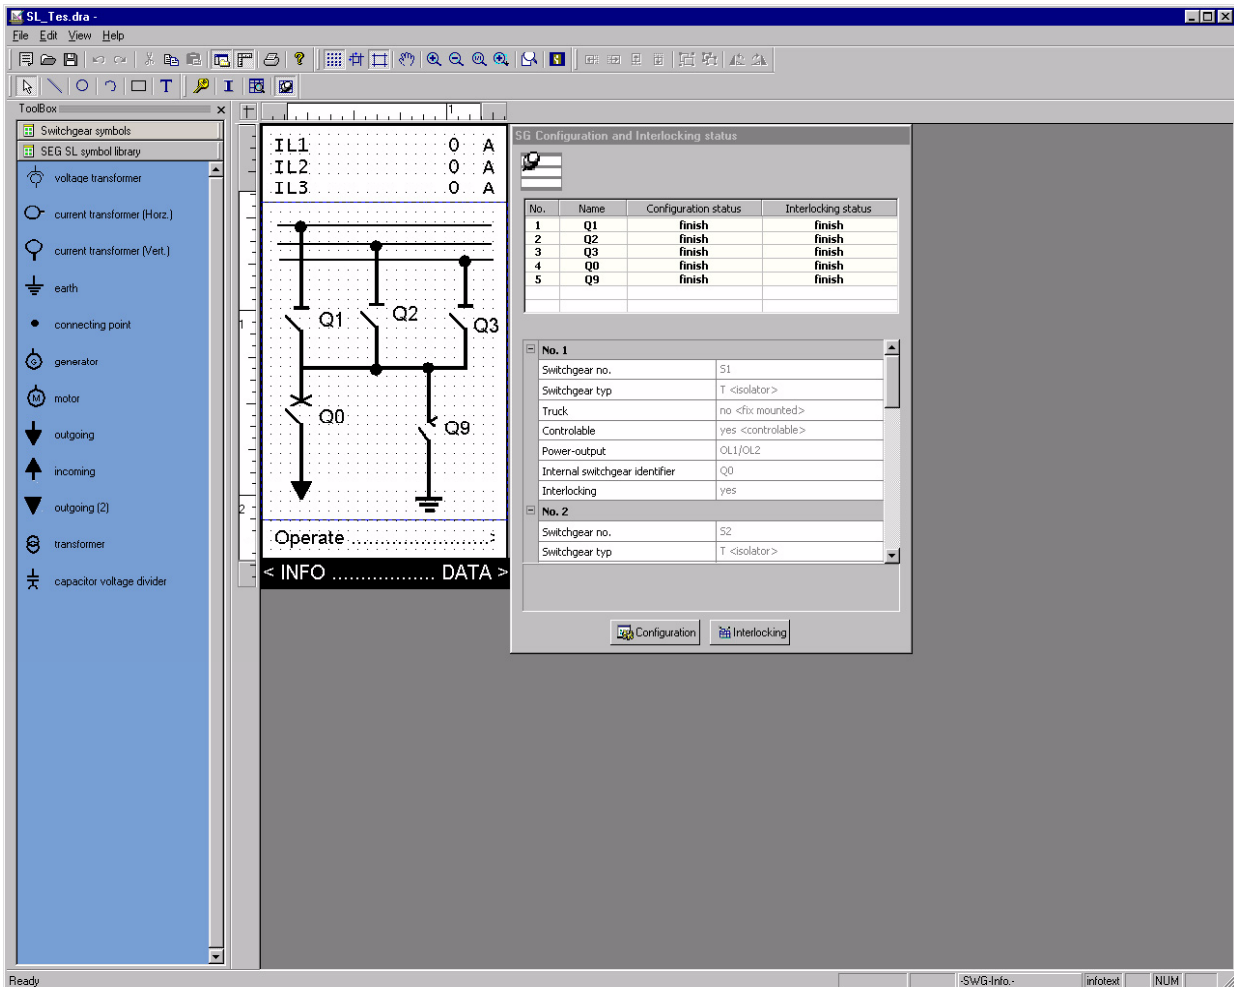 SL_Tes.dra -
File Edit View Help
ToolBox
Switchgear symbols
SEG SL symbol library
voltage transformer
current transformer (Horz.)
current transformer (Vert.)
earth
connecting point
G generator
M motor
outgoing
incoming
outgoing (2)
transformer
capacitor voltage divider
1
1
2
IL1 0 A
IL2 0 A
IL3 0 A
Q1 Q2 Q3
Q0 Q9
Operate......................>
< INFO .................. DATA >
SG Configuration and Interlocking status
No. Name Configuration status Interlocking status
1 Q1 finish finish
2 Q2 finish finish
3 Q3 finish finish
4 Q0 finish finish
5 Q9 finish finish
No. 1
Switchgear no. S1
Switchgear typ T <isolator>
Truck no <fix mounted>
Controlable yes <controlable>
Power-output OL1/OL2
Internal switchgear identifier Q0
Interlocking yes
No. 2
Switchgear no. S2
Switchgear typ T <isolator>
Configuration Interlocking
Ready -SWG-Info.- infotext NUM